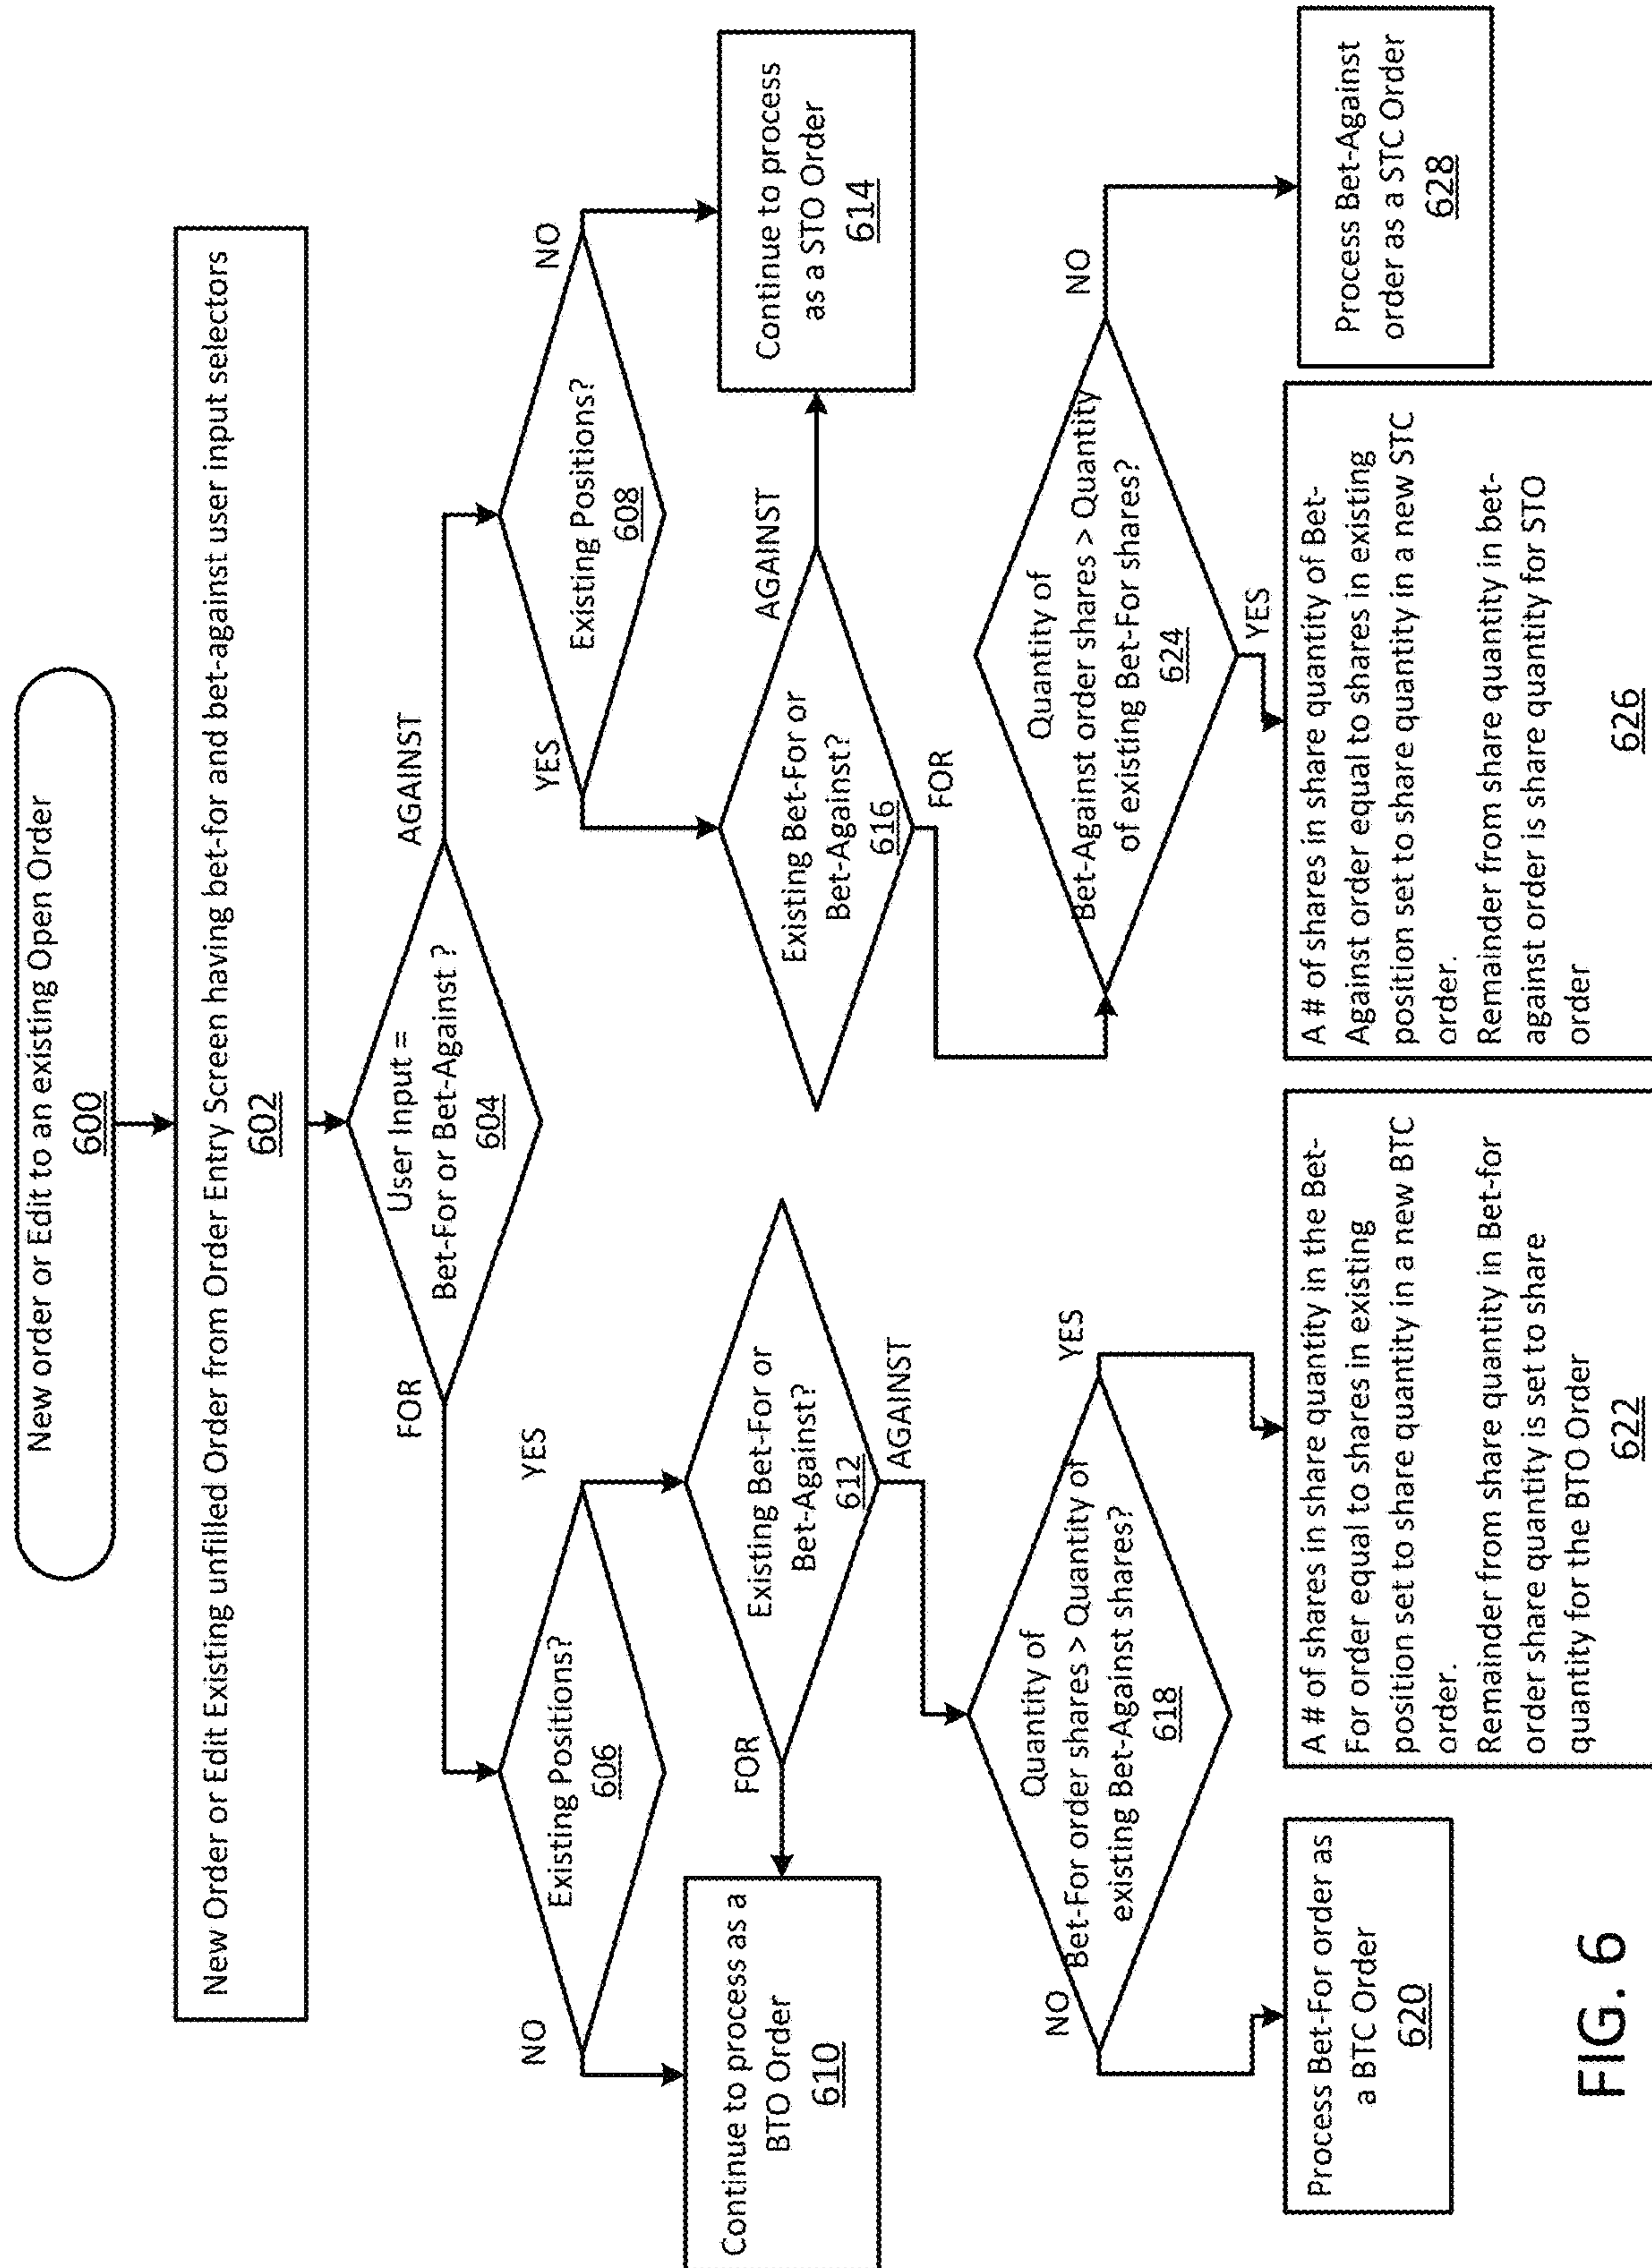 New order or Edit to an existing Open Order
600
New Order or Edit Existing unfilled Order from Order Entry Screen having bet-for and bet-against user input selectors
602
User Input =
Bet-For or Bet-Against ?
604
FOR
AGAINST
Existing Positions?
606
NO
YES
Existing Positions?
608
YES
NO
Continue to process as a
BTO Order
610
FOR
Existing Bet-For or
Bet-Against?
612
AGAINST
Existing Bet-For or
Bet-Against?
616
AGAINST
FOR
Continue to process
as a STO Order
614
Quantity of
Bet-For order shares > Quantity of
existing Bet-Against shares?
618
NO
YES
Quantity of
Bet-Against order shares > Quantity
of existing Bet-For shares?
624
YES
NO
Process Bet-For order as
a BTC Order
620
A # of shares in share quantity in the Bet-
For order equal to shares in existing
position set to share quantity in a new BTC
order.
Remainder from share quantity in Bet-for
order share quantity is set to share
quantity for the BTO Order
622
A # of shares in share quantity of Bet-
Against order equal to shares in existing
position set to share quantity in a new STC
order.
Remainder from share quantity in bet-
against order is share quantity for STO
order
626
Process Bet-Against
order as a STC Order
628
FIG. 6